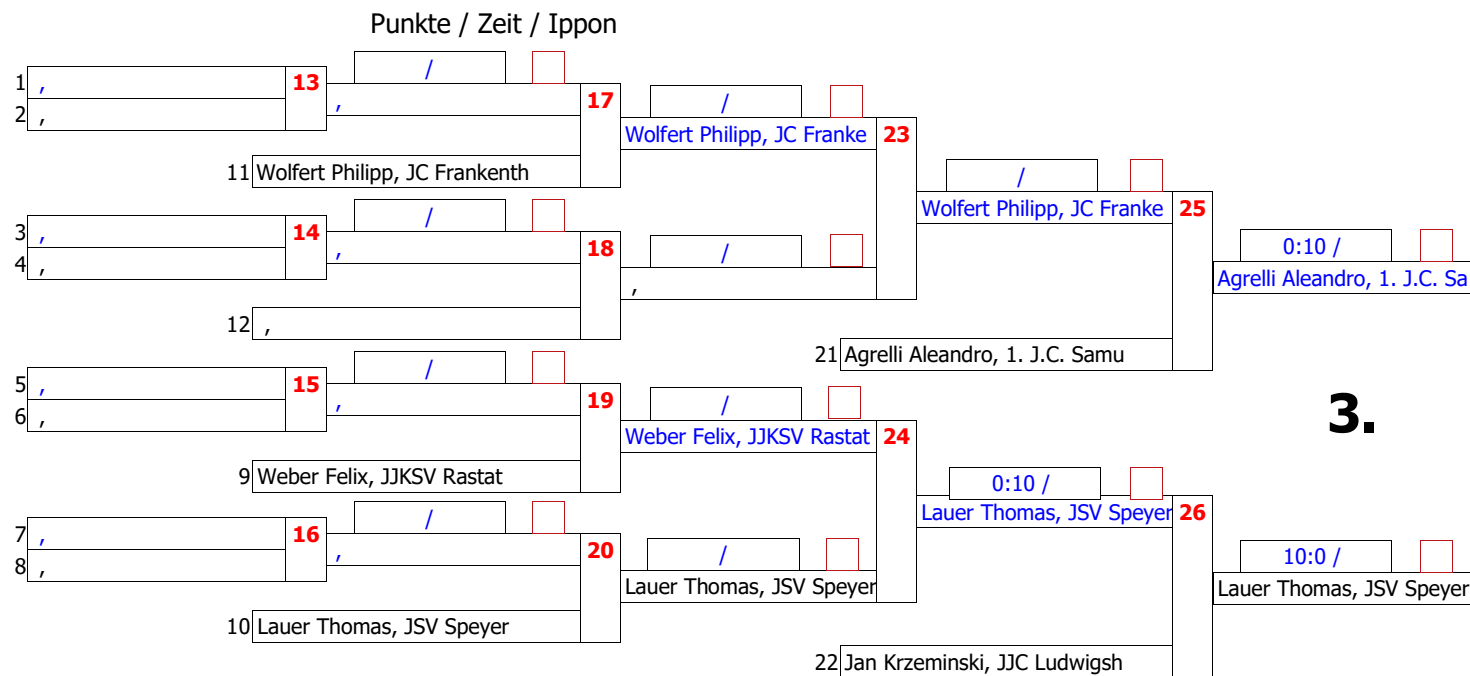 Punkte / Zeit / Ippon
/
1 , 13
, 17
2 ,
/
Wolfert Philipp, JC Franke 23
11 Wolfert Philipp, JC Frankenth
/
Wolfert Philipp, JC Franke 25
/
3 , 14
, 18
4 ,
/
,
0:10 /
Agrelli Aleandro, 1. J.C. Sa
12 ,
21 Agrelli Aleandro, 1. J.C. Samu
/
5 , 15
, 19
6 ,
/
Weber Felix, JJKSV Rastat 24
3.
9 Weber Felix, JJKSV Rastat
0:10 /
Lauer Thomas, JSV Speyer 26
/
7 , 16
, 20
8 ,
/
Lauer Thomas, JSV Speyer
10:0 /
Lauer Thomas, JSV Speyer
10 Lauer Thomas, JSV Speyer
22 Jan Krzeminski, JJC Ludwigsh